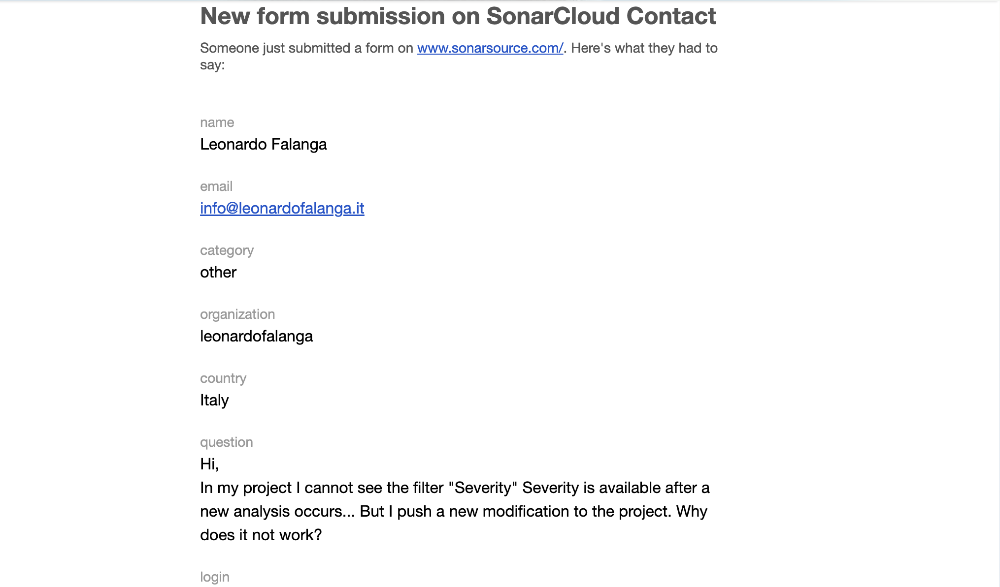 New form submission on SonarCloud Contact
Someone just submitted a form on www.sonarsource.com/. Here's what they had to
say:
name
Leonardo Falanga
email
info@leonardofalanga.it
category
other
organization
leonardofalanga
country
Italy
question
Hi,
In my project I cannot see the filter "Severity" Severity is available after a
new analysis occurs... But I push a new modification to the project. Why
does it not work?
login